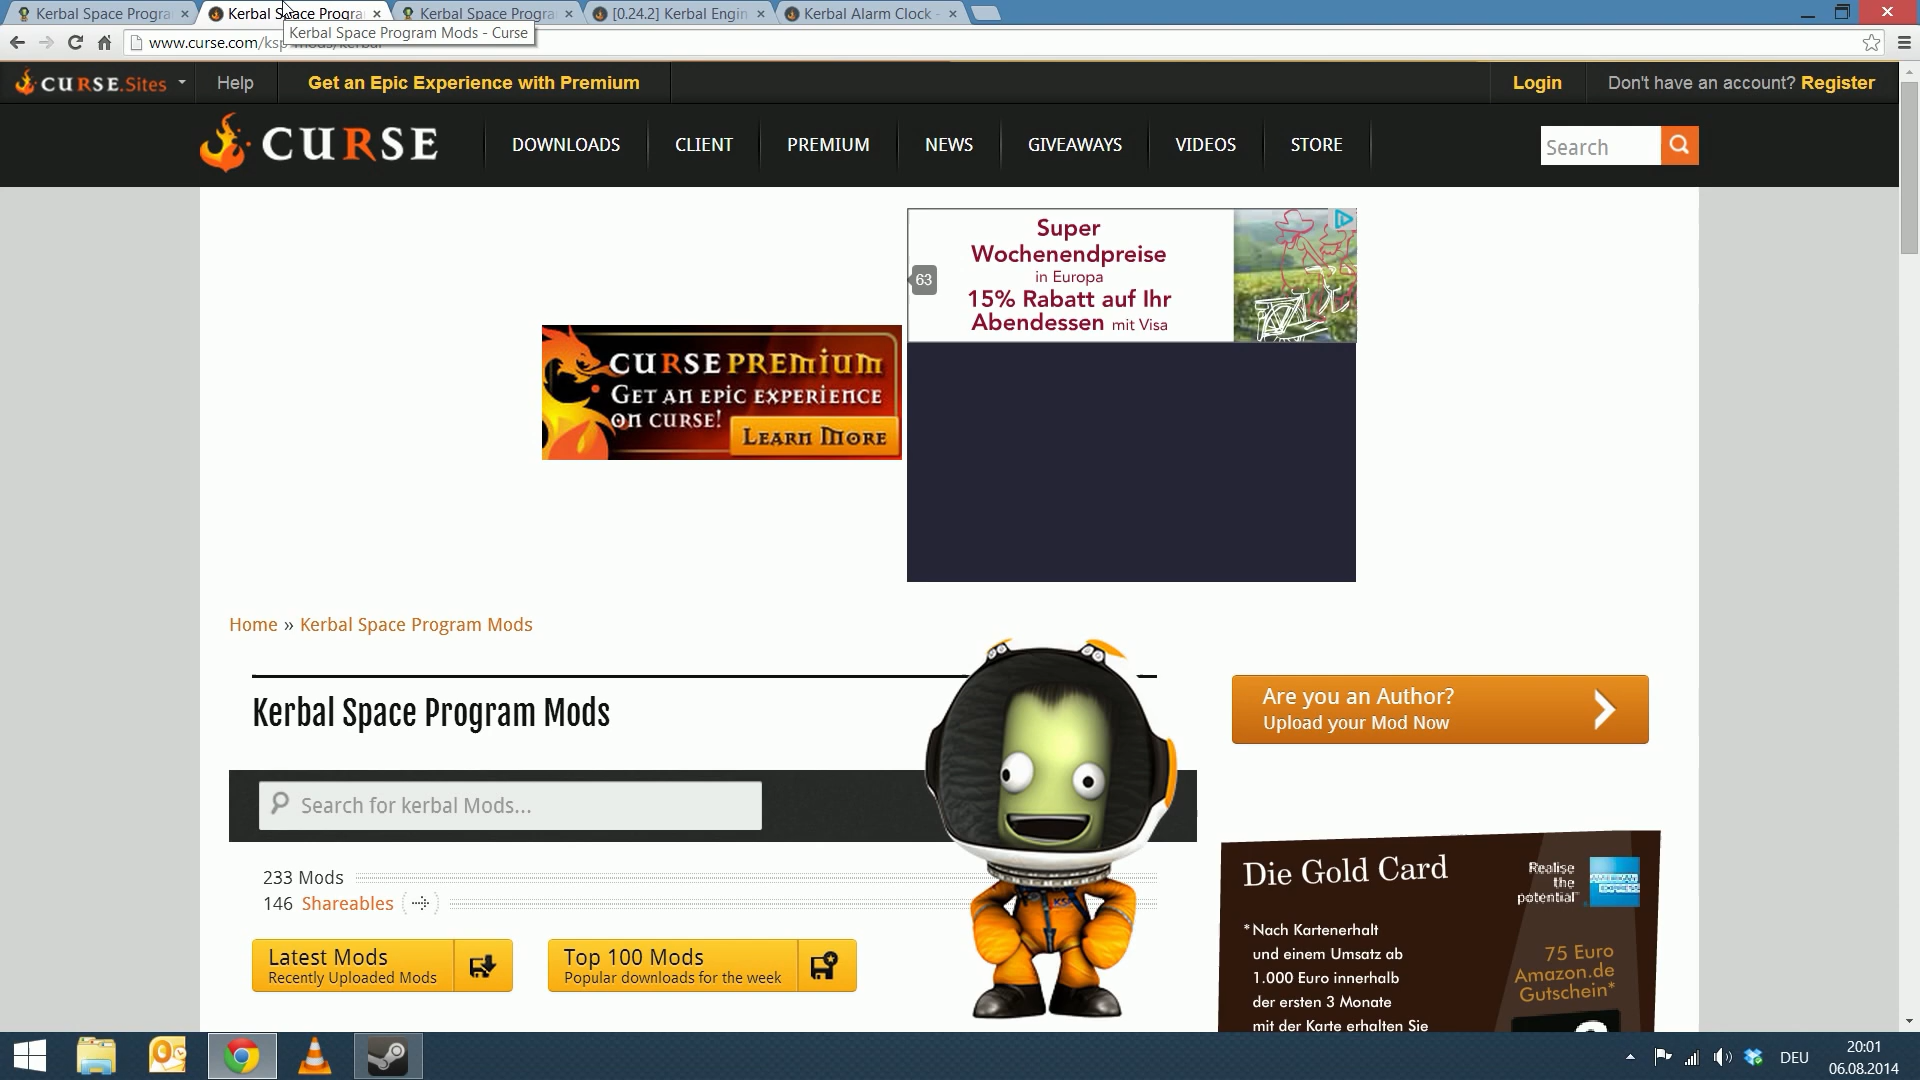 Kerbal Space Progra
Kerbal Space Progra
Kerbal Space Progra
[0.24.2] Kerbal Engin
Kerbal Alarm Clock -
Kerbal Space Program Mods - Curse
www.curse.com/ksp-mods/kerbal
CURSE.Sites
Help
Get an Epic Experience with Premium
Login
Don't have an account? Register
CURSE
DOWNLOADS
CLIENT
PREMIUM
NEWS
GIVEAWAYS
VIDEOS
STORE
Search
Super
Wochenendpreise
in Europa
15% Rabatt auf Ihr
Abendessen mit Visa
63
CURSE PREMIUM
GET AN EPIC EXPERIENCE
ON CURSE!
LEARN MORE
Home » Kerbal Space Program Mods
Kerbal Space Program Mods
Are you an Author?
Upload your Mod Now
Search for kerbal Mods...
233 Mods
146 Shareables
Latest Mods
Recently Uploaded Mods
Top 100 Mods
Popular downloads for the week
Die Gold Card
Realise
the
potential™
AMERICAN
EXPRESS
*Nach Kartenerhalt
und einem Umsatz ab
1.000 Euro innerhalb
der ersten 3 Monate
mit der Karte erhalten Sie
75 Euro
Amazon.de
Gutschein*
DEU
20:01
06.08.2014